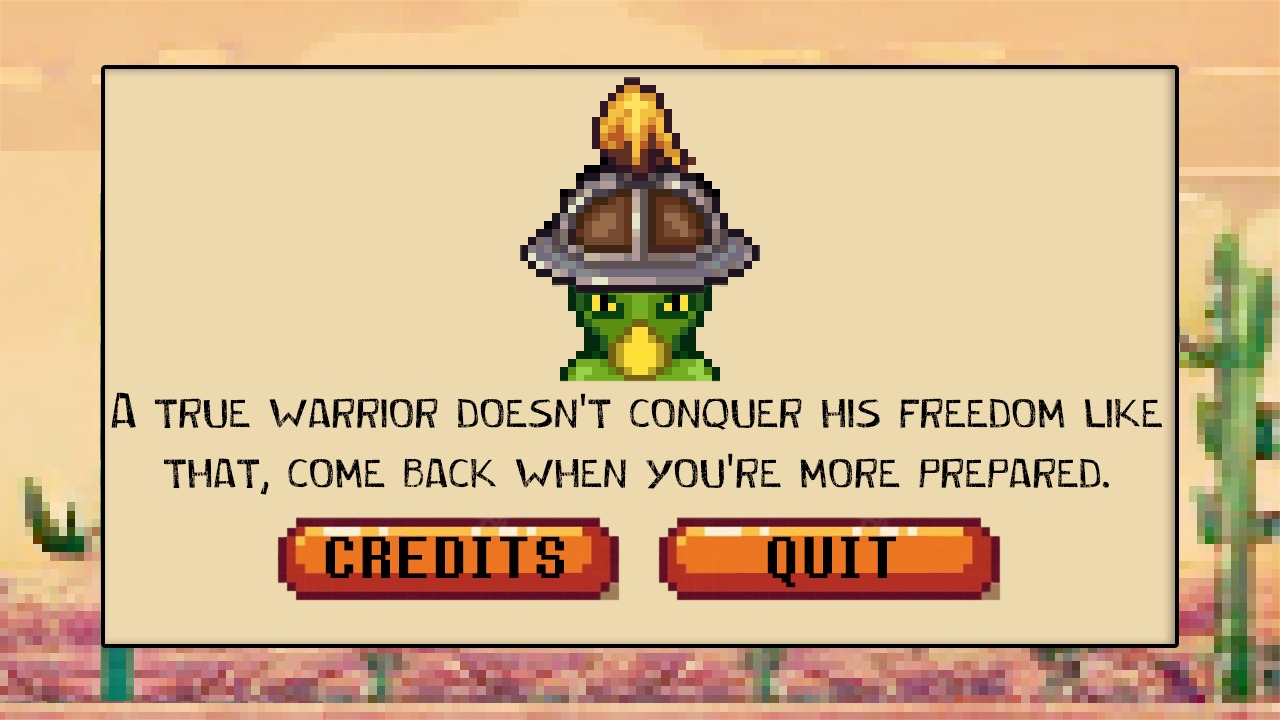 A TRUE WARRIOR DOESN'T CONQUER HIS FREEDOM LIKE
THAT, COME BACK WHEN YOU'RE MORE PREPARED.
CREDITS QUIT